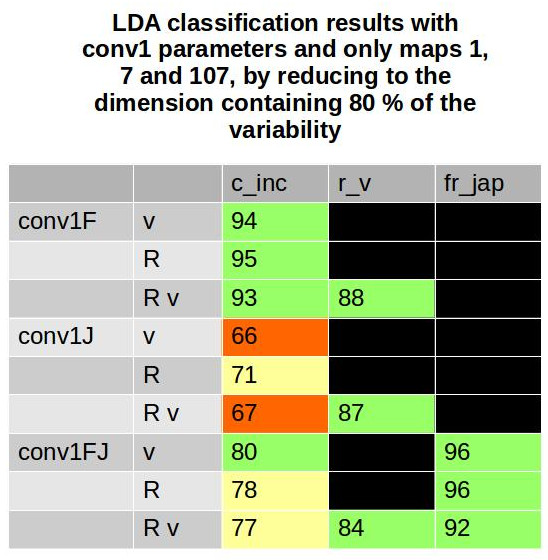 LDA classification results with
conv1 parameters and only maps 1,
7 and 107, by reducing to the
dimension containing 80 % of the
variability
c_inc r_v fr_jap
conv1F v 94
R 95
R v 93 88
conv1J v 66
R 71
R v 67 87
conv1FJ v 80 96
R 78 96
R v 77 84 92